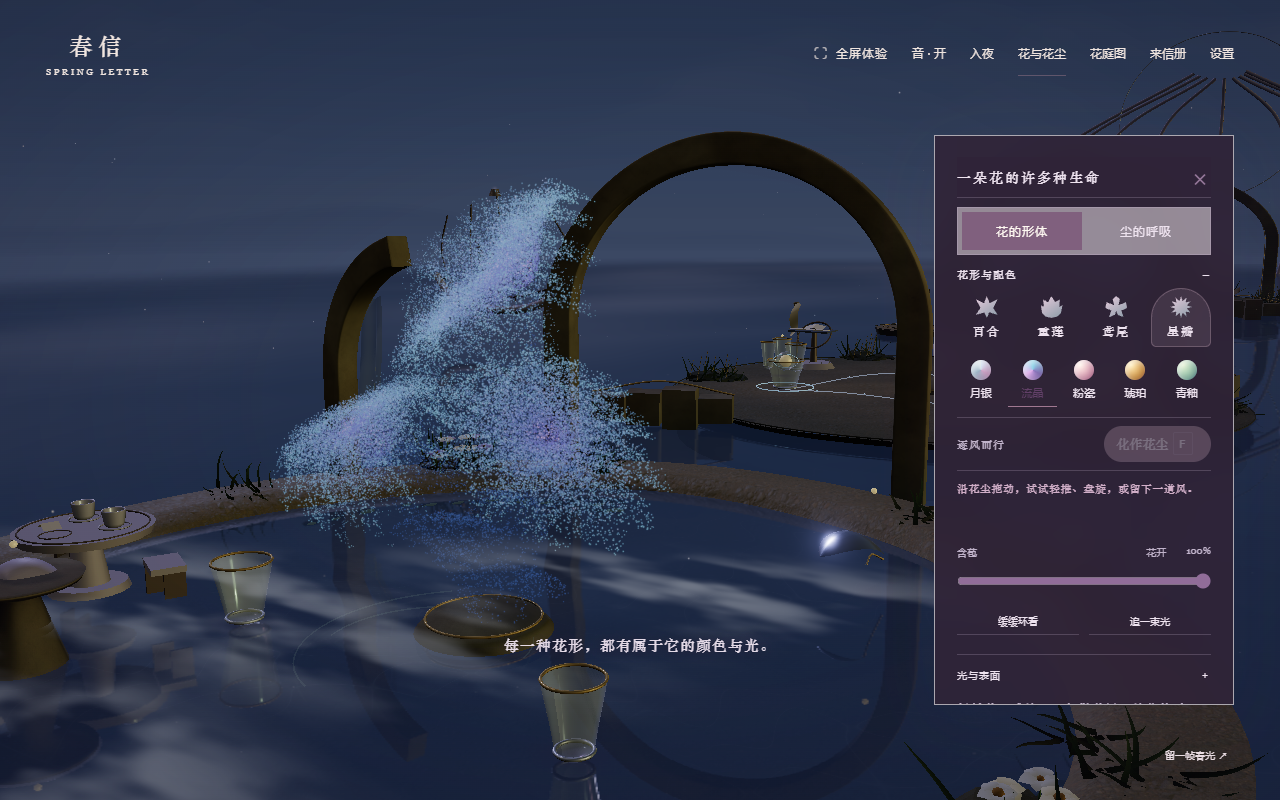 春信
SPRING LETTER
全屏体验 音·开 入夜 花与花尘 花庭图 来信册 设置
一朵花的许多种生命
花的形体 尘的呼吸
花形与配色
百合 重莲 鸢尾 星瓣
月银 流晶 粉瓷 琥珀 青釉
逐风而行 化作花尘 F
沿花尘拖动，试试轻推、盘旋，或留下一道风。
含苞 花开 100%
缓缓环看 追一束光
光与表面 +
每一种花形，都有属于它的颜色与光。
留一帧春光 ↗